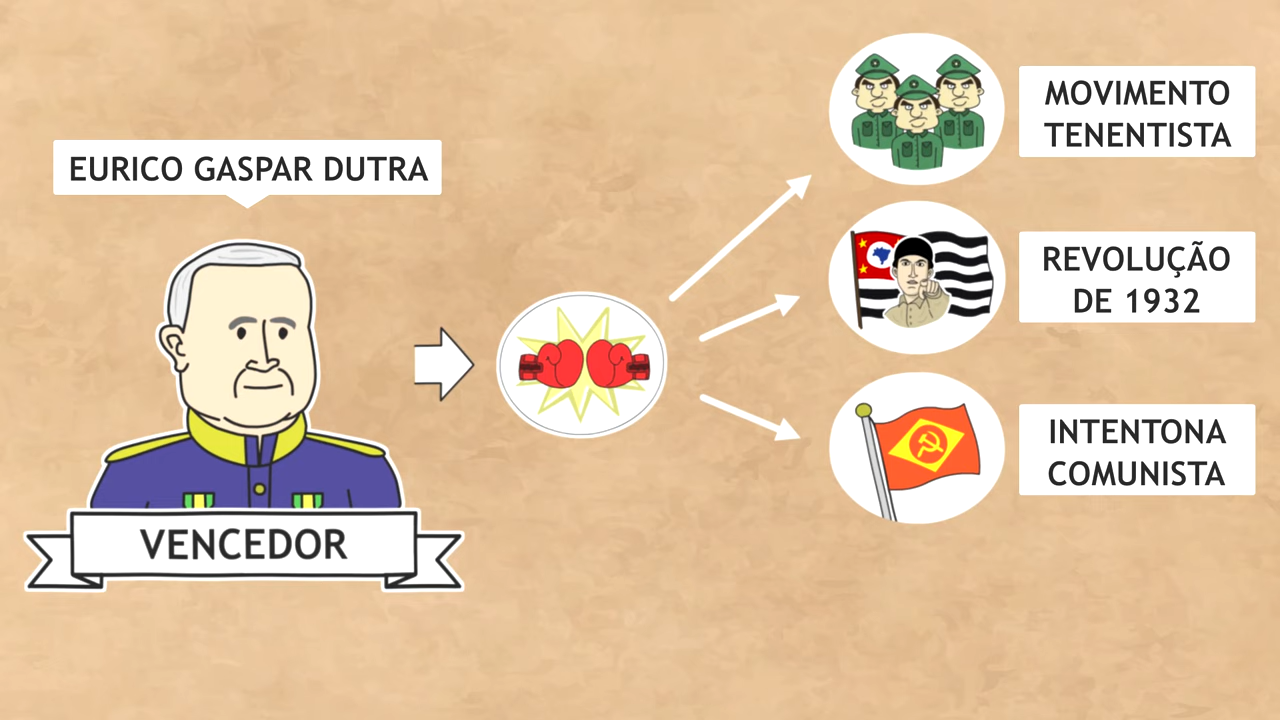 EURICO GASPAR DUTRA
VENCEDOR
MOVIMENTO
TENENTISTA
REVOLUÇÃO
DE 1932
INTENTONA
COMUNISTA